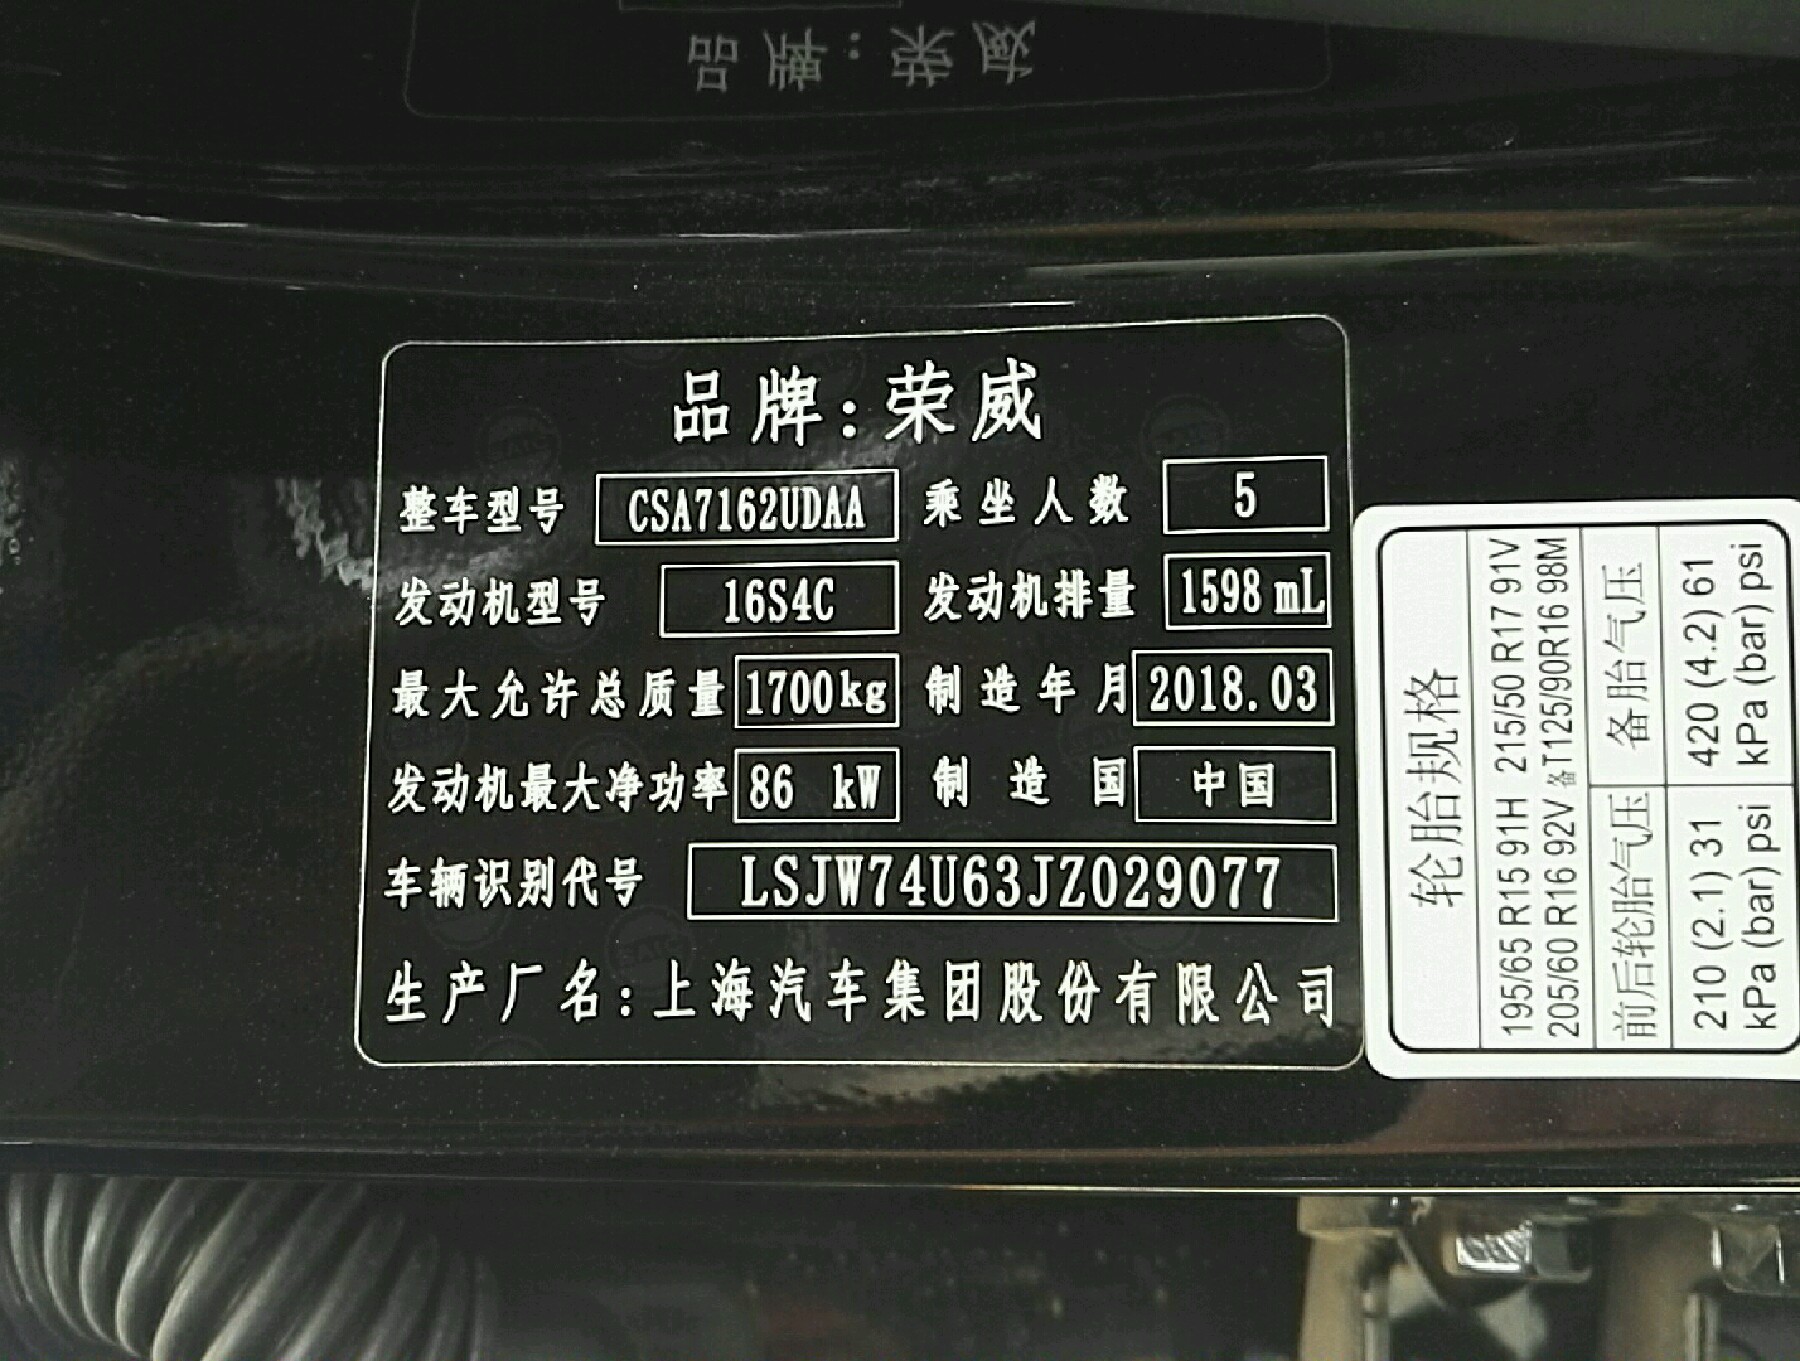 品牌:荣威
品牌:荣威
整车型号 CSA7162UDAA 乘坐人数 5
发动机型号 16S4C 发动机排量 1598 mL
最大允许总质量 1700kg 制造年月 2018.03
发动机最大净功率 86 kW 制造国 中国
车辆识别代号 LSJW74U63JZ029077
生产厂名:上海汽车集团股份有限公司
轮胎规格
195/65 R15 91H 215/50 R17 91V
205/60 R16 92V 备T125/90R16 98M
前后轮胎气压 备胎气压
210 (2.1) 31 420 (4.2) 61
kPa (bar) psi kPa (bar) psi